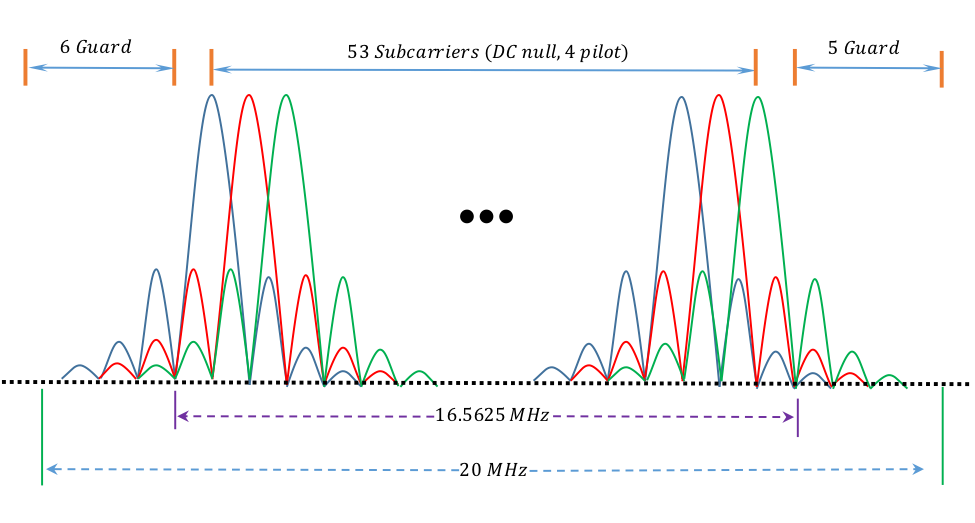 6 Guard
53 Subcarriers (DC null, 4 pilot)
5 Guard
16.5625 MHz
20 MHz